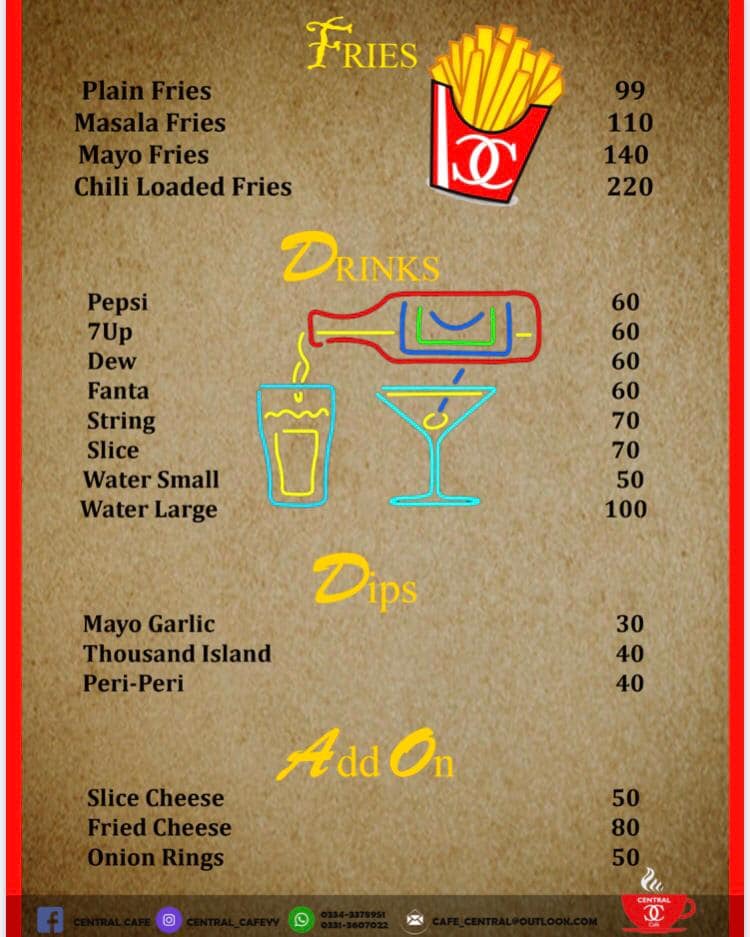 FRIES
Plain Fries 99
Masala Fries 110
Mayo Fries 140
Chili Loaded Fries 220
DRINKS
Pepsi 60
7Up 60
Dew 60
Fanta 60
String 70
Slice 70
Water Small 50
Water Large 100
Dips
Mayo Garlic 30
Thousand Island 40
Peri-Peri 40
Add On
Slice Cheese 50
Fried Cheese 80
Onion Rings 50
CENTRAL.CAFE CENTRAL_CAFEYY 0334-3378951 CAFE_CENTRAL@OUTLOOK.COM
0331-3607022
CENTRAL
CC
Cafe